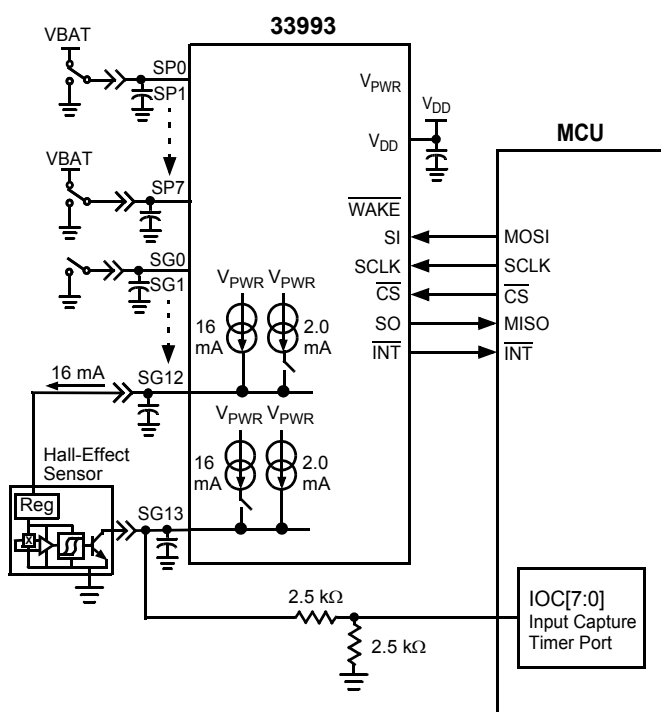 33993
VBAT
SP0
SP1
VPWR
VDD
VDD
MCU
VBAT
SP7
WAKE
SI
MOSI
SG0
SG1
SCLK
SCLK
CS
CS
VPWR VPWR
16 mA
2.0 mA
SO
MISO
INT
INT
16 mA
SG12
VPWR VPWR
16 mA
2.0 mA
Hall-Effect
Sensor
Reg
X
SG13
2.5 kΩ
2.5 kΩ
IOC[7:0]
Input Capture
Timer Port